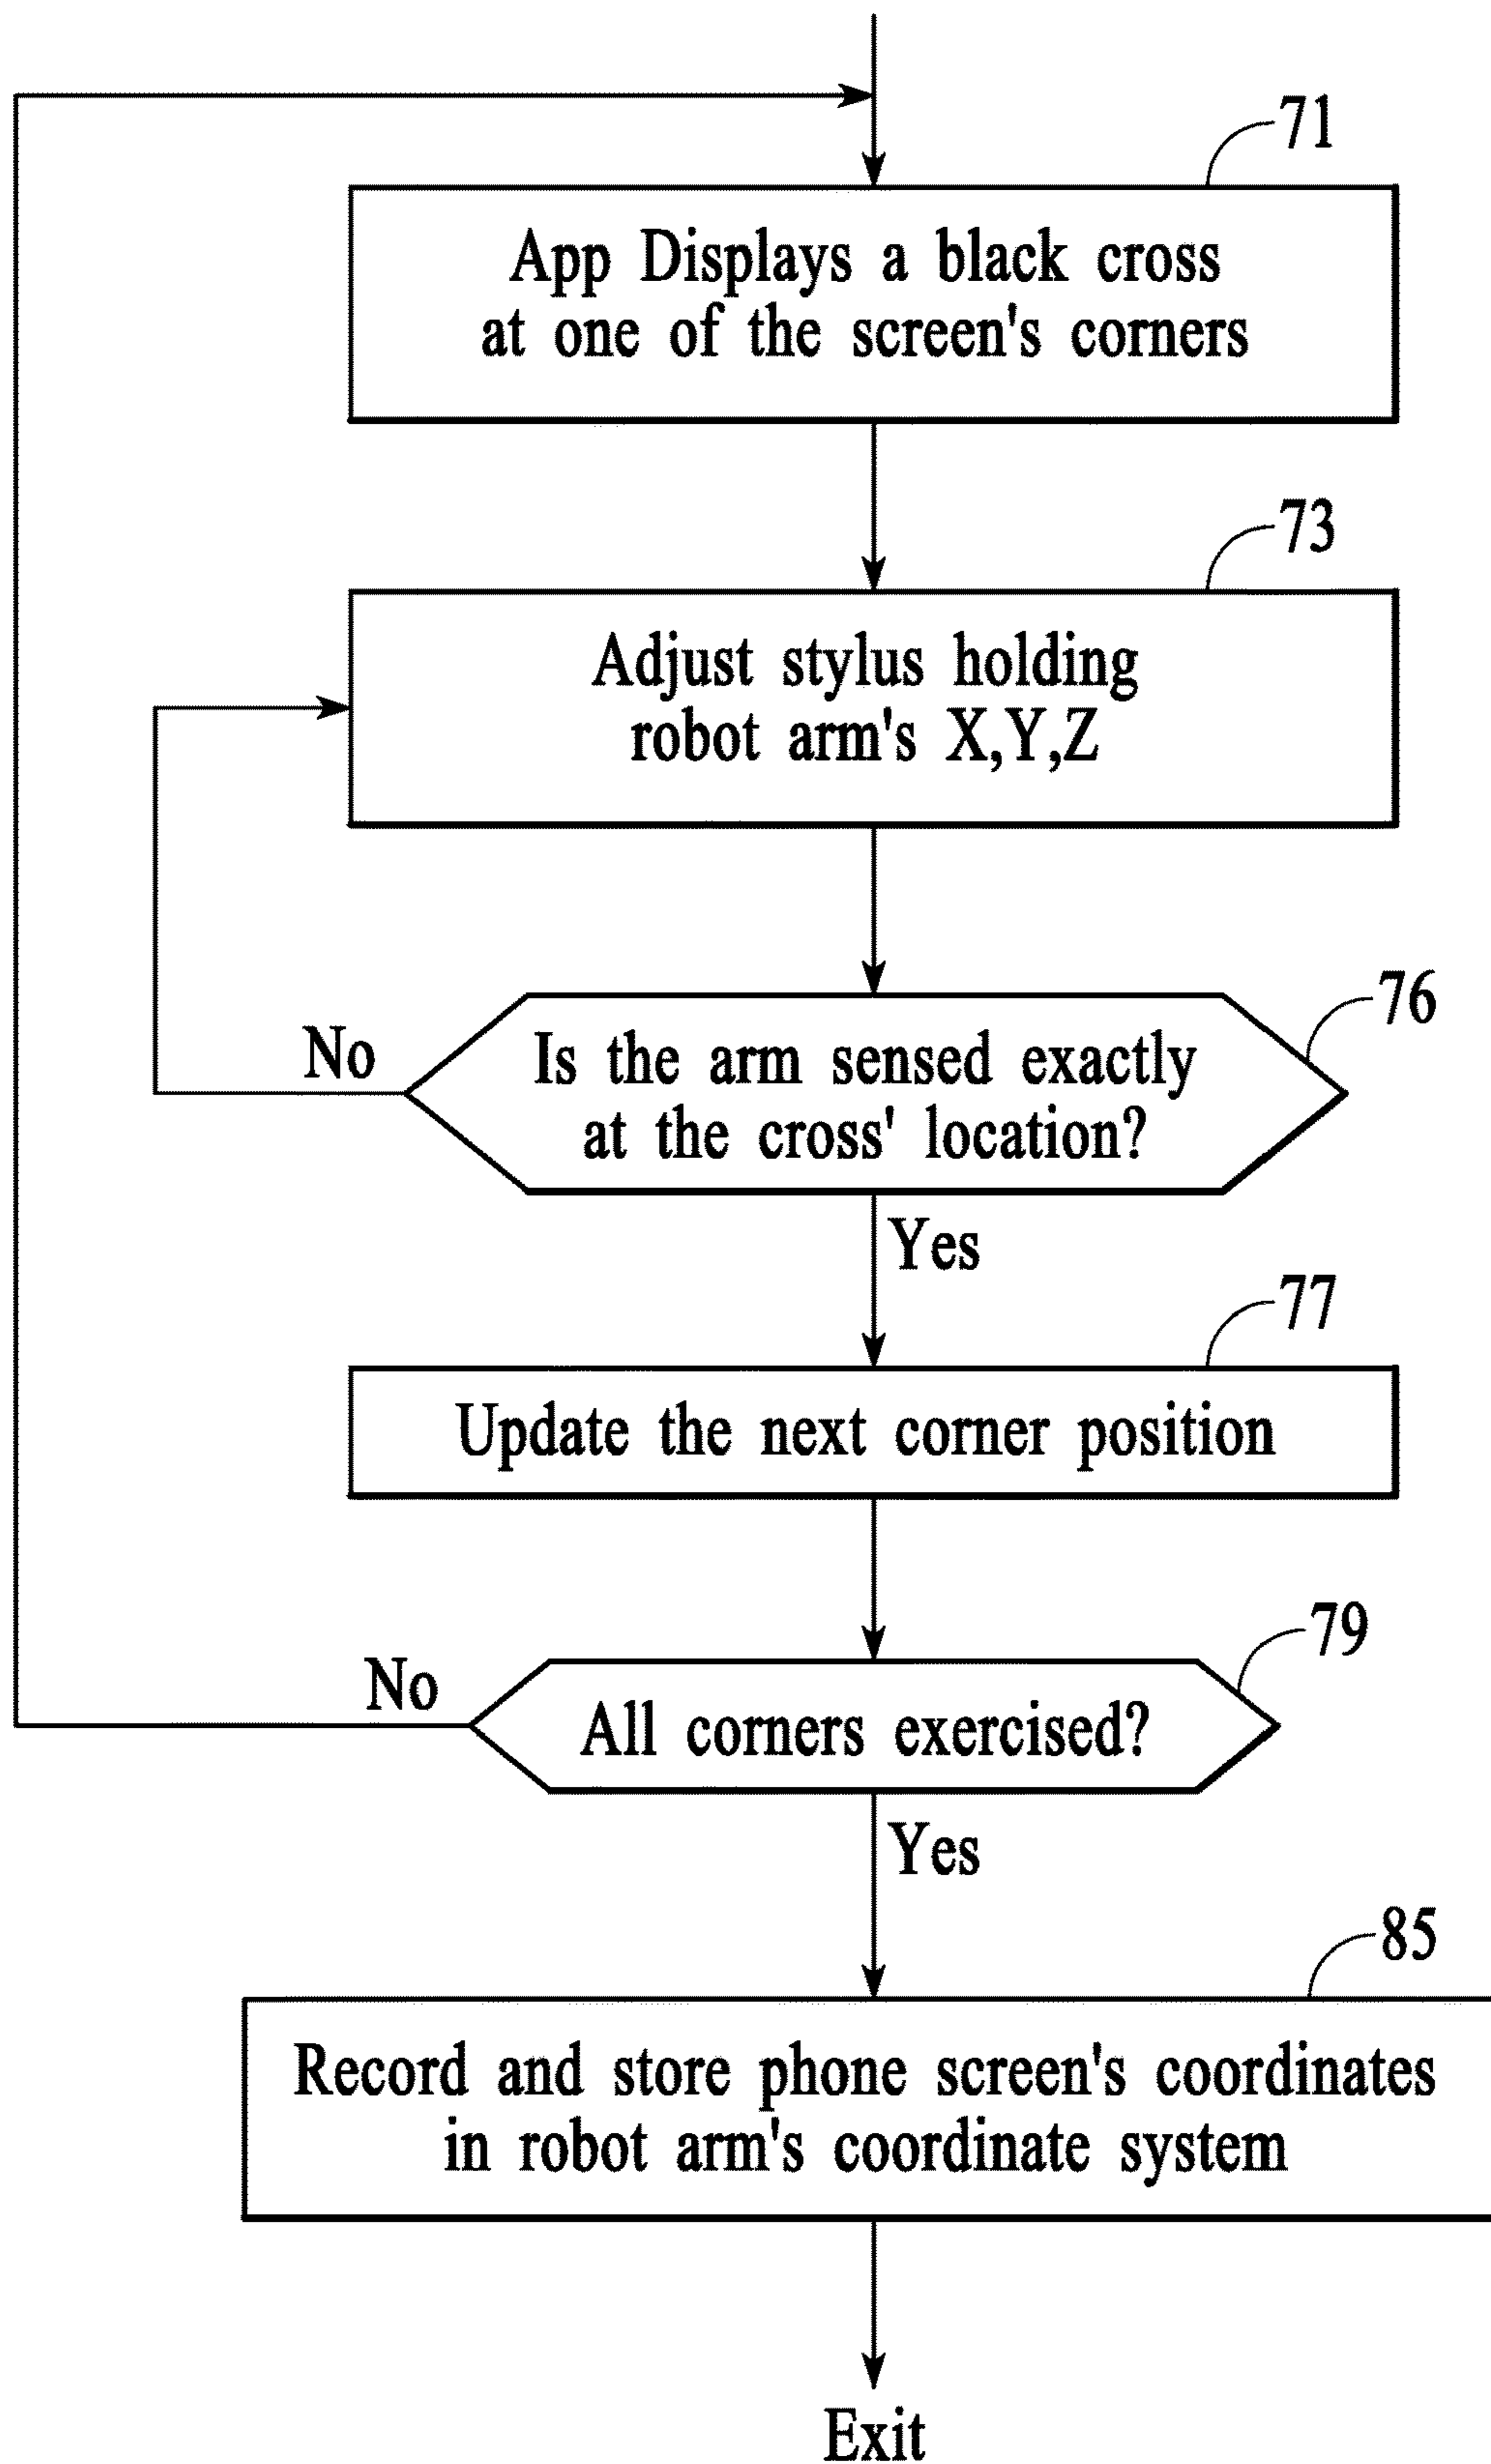 71
App Displays a black cross
at one of the screen's corners
73
Adjust stylus holding
robot arm's X,Y,Z
76
No
Is the arm sensed exactly
at the cross' location?
Yes
77
Update the next corner position
79
No
All corners exercised?
Yes
85
Record and store phone screen's coordinates
in robot arm's coordinate system
Exit